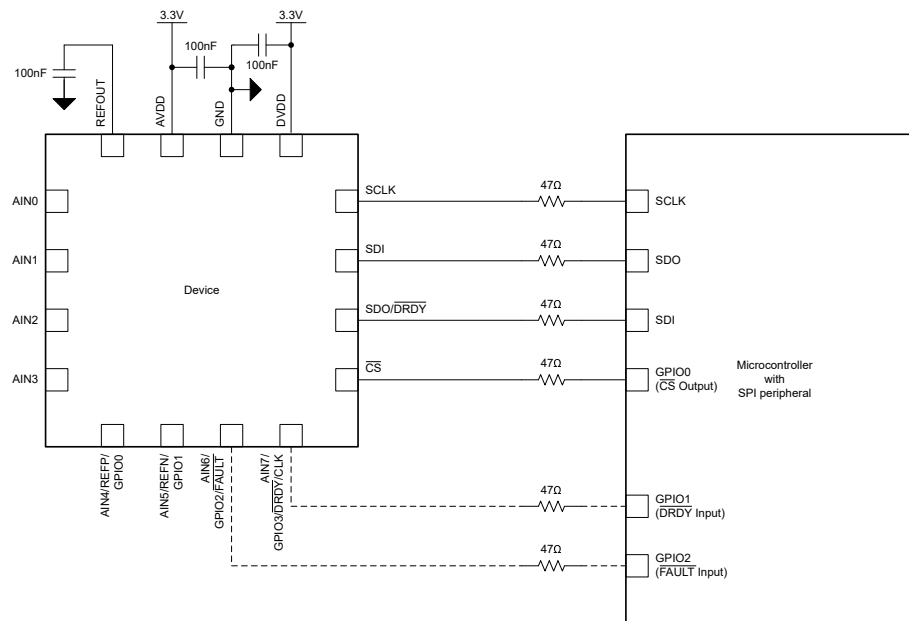 3.3V
3.3V
100nF
100nF
100nF
REFOUT
AVDD
GND
DVDD
AIN0
AIN1
AIN2
AIN3
Device
SCLK
SDI
SDO/DRDY
CS
47Ω
47Ω
47Ω
47Ω
SCLK
SDO
SDI
GPIO0
(CS Output)
Microcontroller
with
SPI peripheral
AIN4/REFP/
GPIO0
AIN5/REFN/
GPIO1
AIN6/
GPIO2/FAULT
AIN7/
GPIO3/DRDY/CLK
47Ω
GPIO1
(DRDY Input)
47Ω
GPIO2
(FAULT Input)